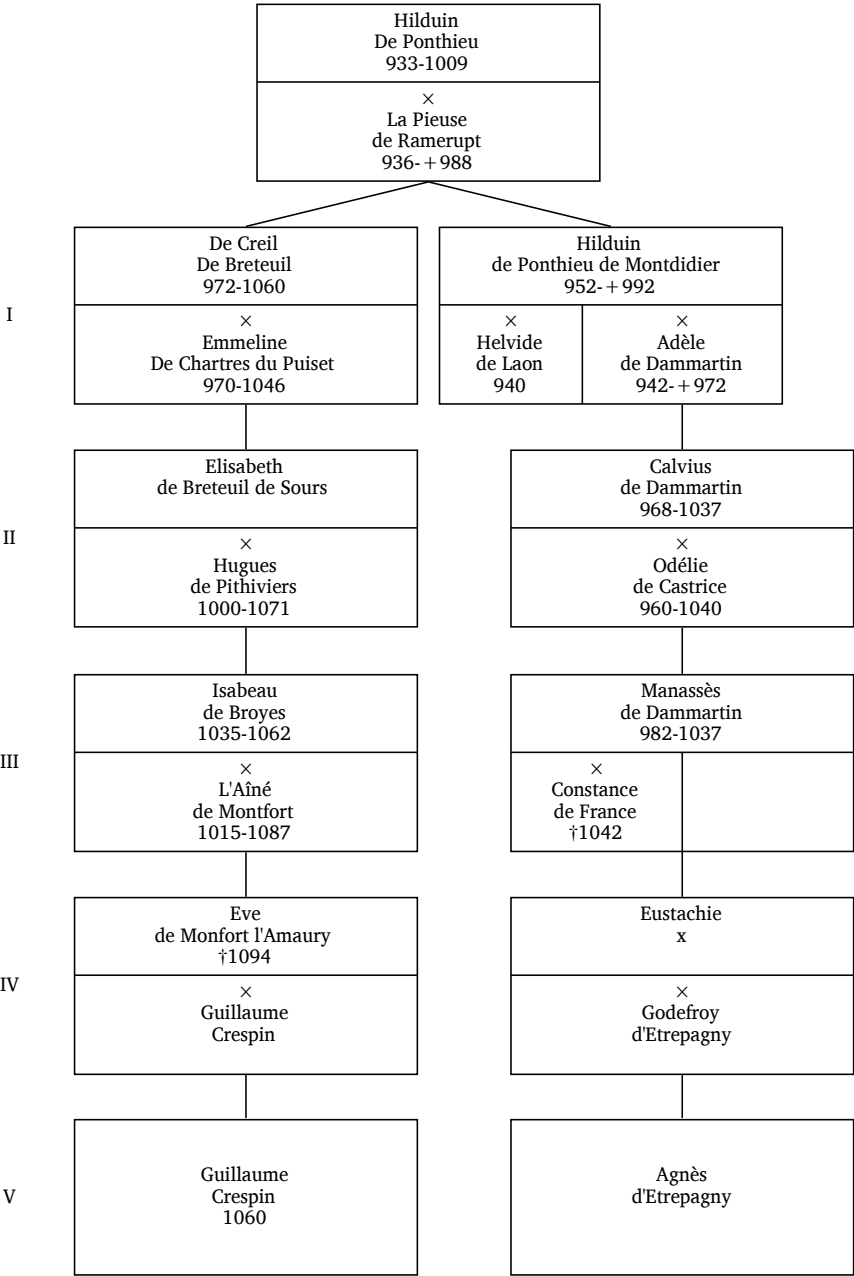 Hilduin
De Ponthieu
933-1009
×
La Pieuse
de Ramerupt
936-+988
I
De Creil
De Breteuil
972-1060
×
Emmeline
De Chartres du Puiset
970-1046
Hilduin
de Ponthieu de Montdidier
952-+992
×
Helvide
de Laon
940
×
Adèle
de Dammartin
942-+972
II
Elisabeth
de Breteuil de Sours
×
Hugues
de Pithiviers
1000-1071
Calvius
de Dammartin
968-1037
×
Odélie
de Castrice
960-1040
III
Isabeau
de Broyes
1035-1062
×
L'Aîné
de Montfort
1015-1087
Manassès
de Dammartin
982-1037
×
Constance
de France
†1042
IV
Eve
de Monfort l'Amaury
†1094
×
Guillaume
Crespin
Eustachie
x
×
Godefroy
d'Etrepagny
V
Guillaume
Crespin
1060
Agnès
d'Etrepagny